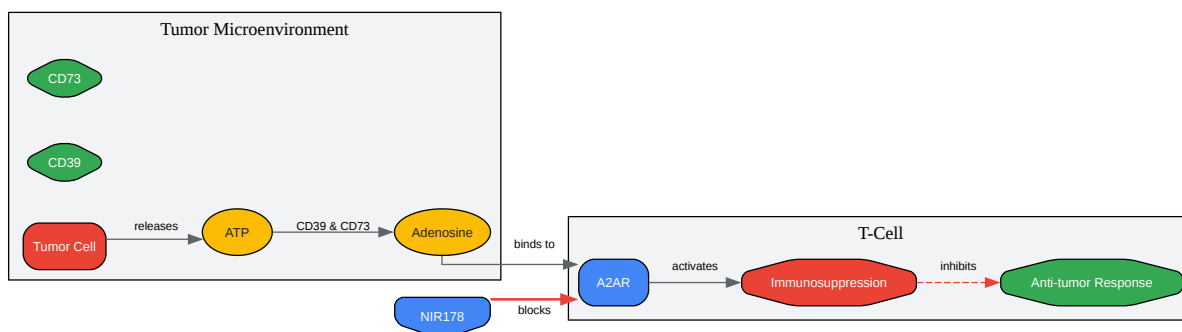 Tumor Microenvironment
CD73
CD39
Tumor Cell
releases
ATP
CD39 & CD73
Adenosine
binds to
T-Cell
A2AR
activates
Immunosuppression
inhibits
Anti-tumor Response
NIR178
blocks